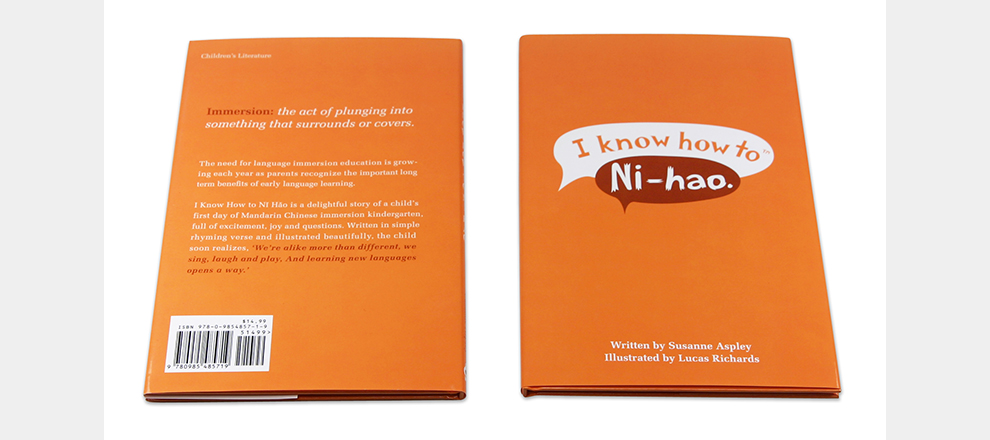 Children's Literature
Immersion: the act of plunging into
something that surrounds or covers.
The need for language immersion education is grow-
ing each year as parents recognize the important long
term benefits of early language learning.
I Know How to Nǐ Hǎo is a delightful story of a child's
first day of Mandarin Chinese immersion kindergarten,
full of excitement, joy and questions. Written in simple
rhyming verse and illustrated beautifully, the child
soon realizes, 'We're alike more than different, we
sing, laugh and play, And learning new languages
opens a way.'
$14.99
ISBN 978-0-9854857-1-9
51499>
9 780985 485719
I know how to™
Ni-hao.
Written by Susanne Aspley
Illustrated by Lucas Richards